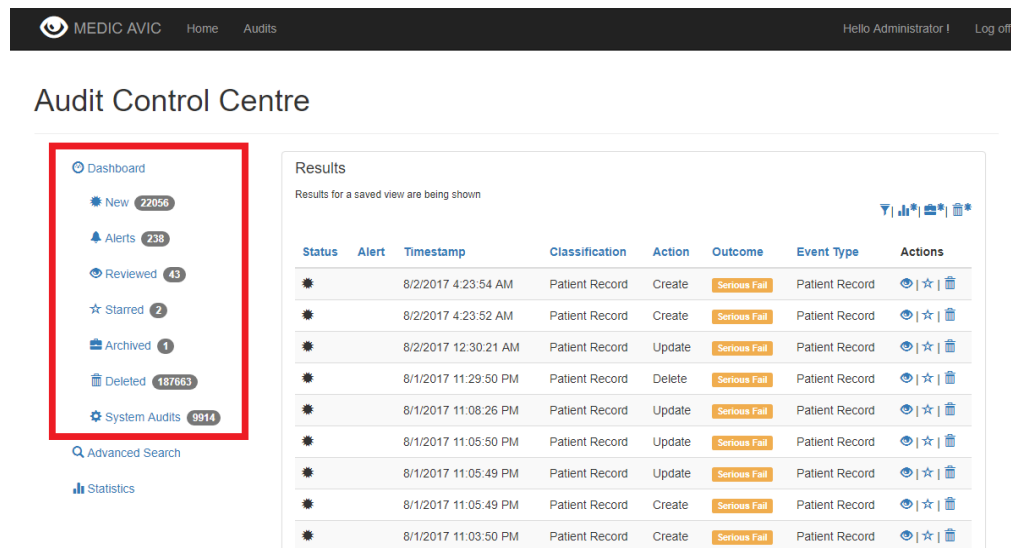 MEDIC AVIC Home Audits Hello Administrator ! Log off
Audit Control Centre
Dashboard
New 22056
Alerts 238
Reviewed 43
Starred 2
Archived 1
Deleted 187663
System Audits 9914
Advanced Search
Statistics
Results
Results for a saved view are being shown
Status Alert Timestamp Classification Action Outcome Event Type Actions
8/2/2017 4:23:54 AM Patient Record Create Serious Fail Patient Record
8/2/2017 4:23:52 AM Patient Record Create Serious Fail Patient Record
8/2/2017 12:30:21 AM Patient Record Update Serious Fail Patient Record
8/1/2017 11:29:50 PM Patient Record Delete Serious Fail Patient Record
8/1/2017 11:08:26 PM Patient Record Update Serious Fail Patient Record
8/1/2017 11:05:50 PM Patient Record Update Serious Fail Patient Record
8/1/2017 11:05:49 PM Patient Record Update Serious Fail Patient Record
8/1/2017 11:05:49 PM Patient Record Create Serious Fail Patient Record
8/1/2017 11:03:50 PM Patient Record Create Serious Fail Patient Record